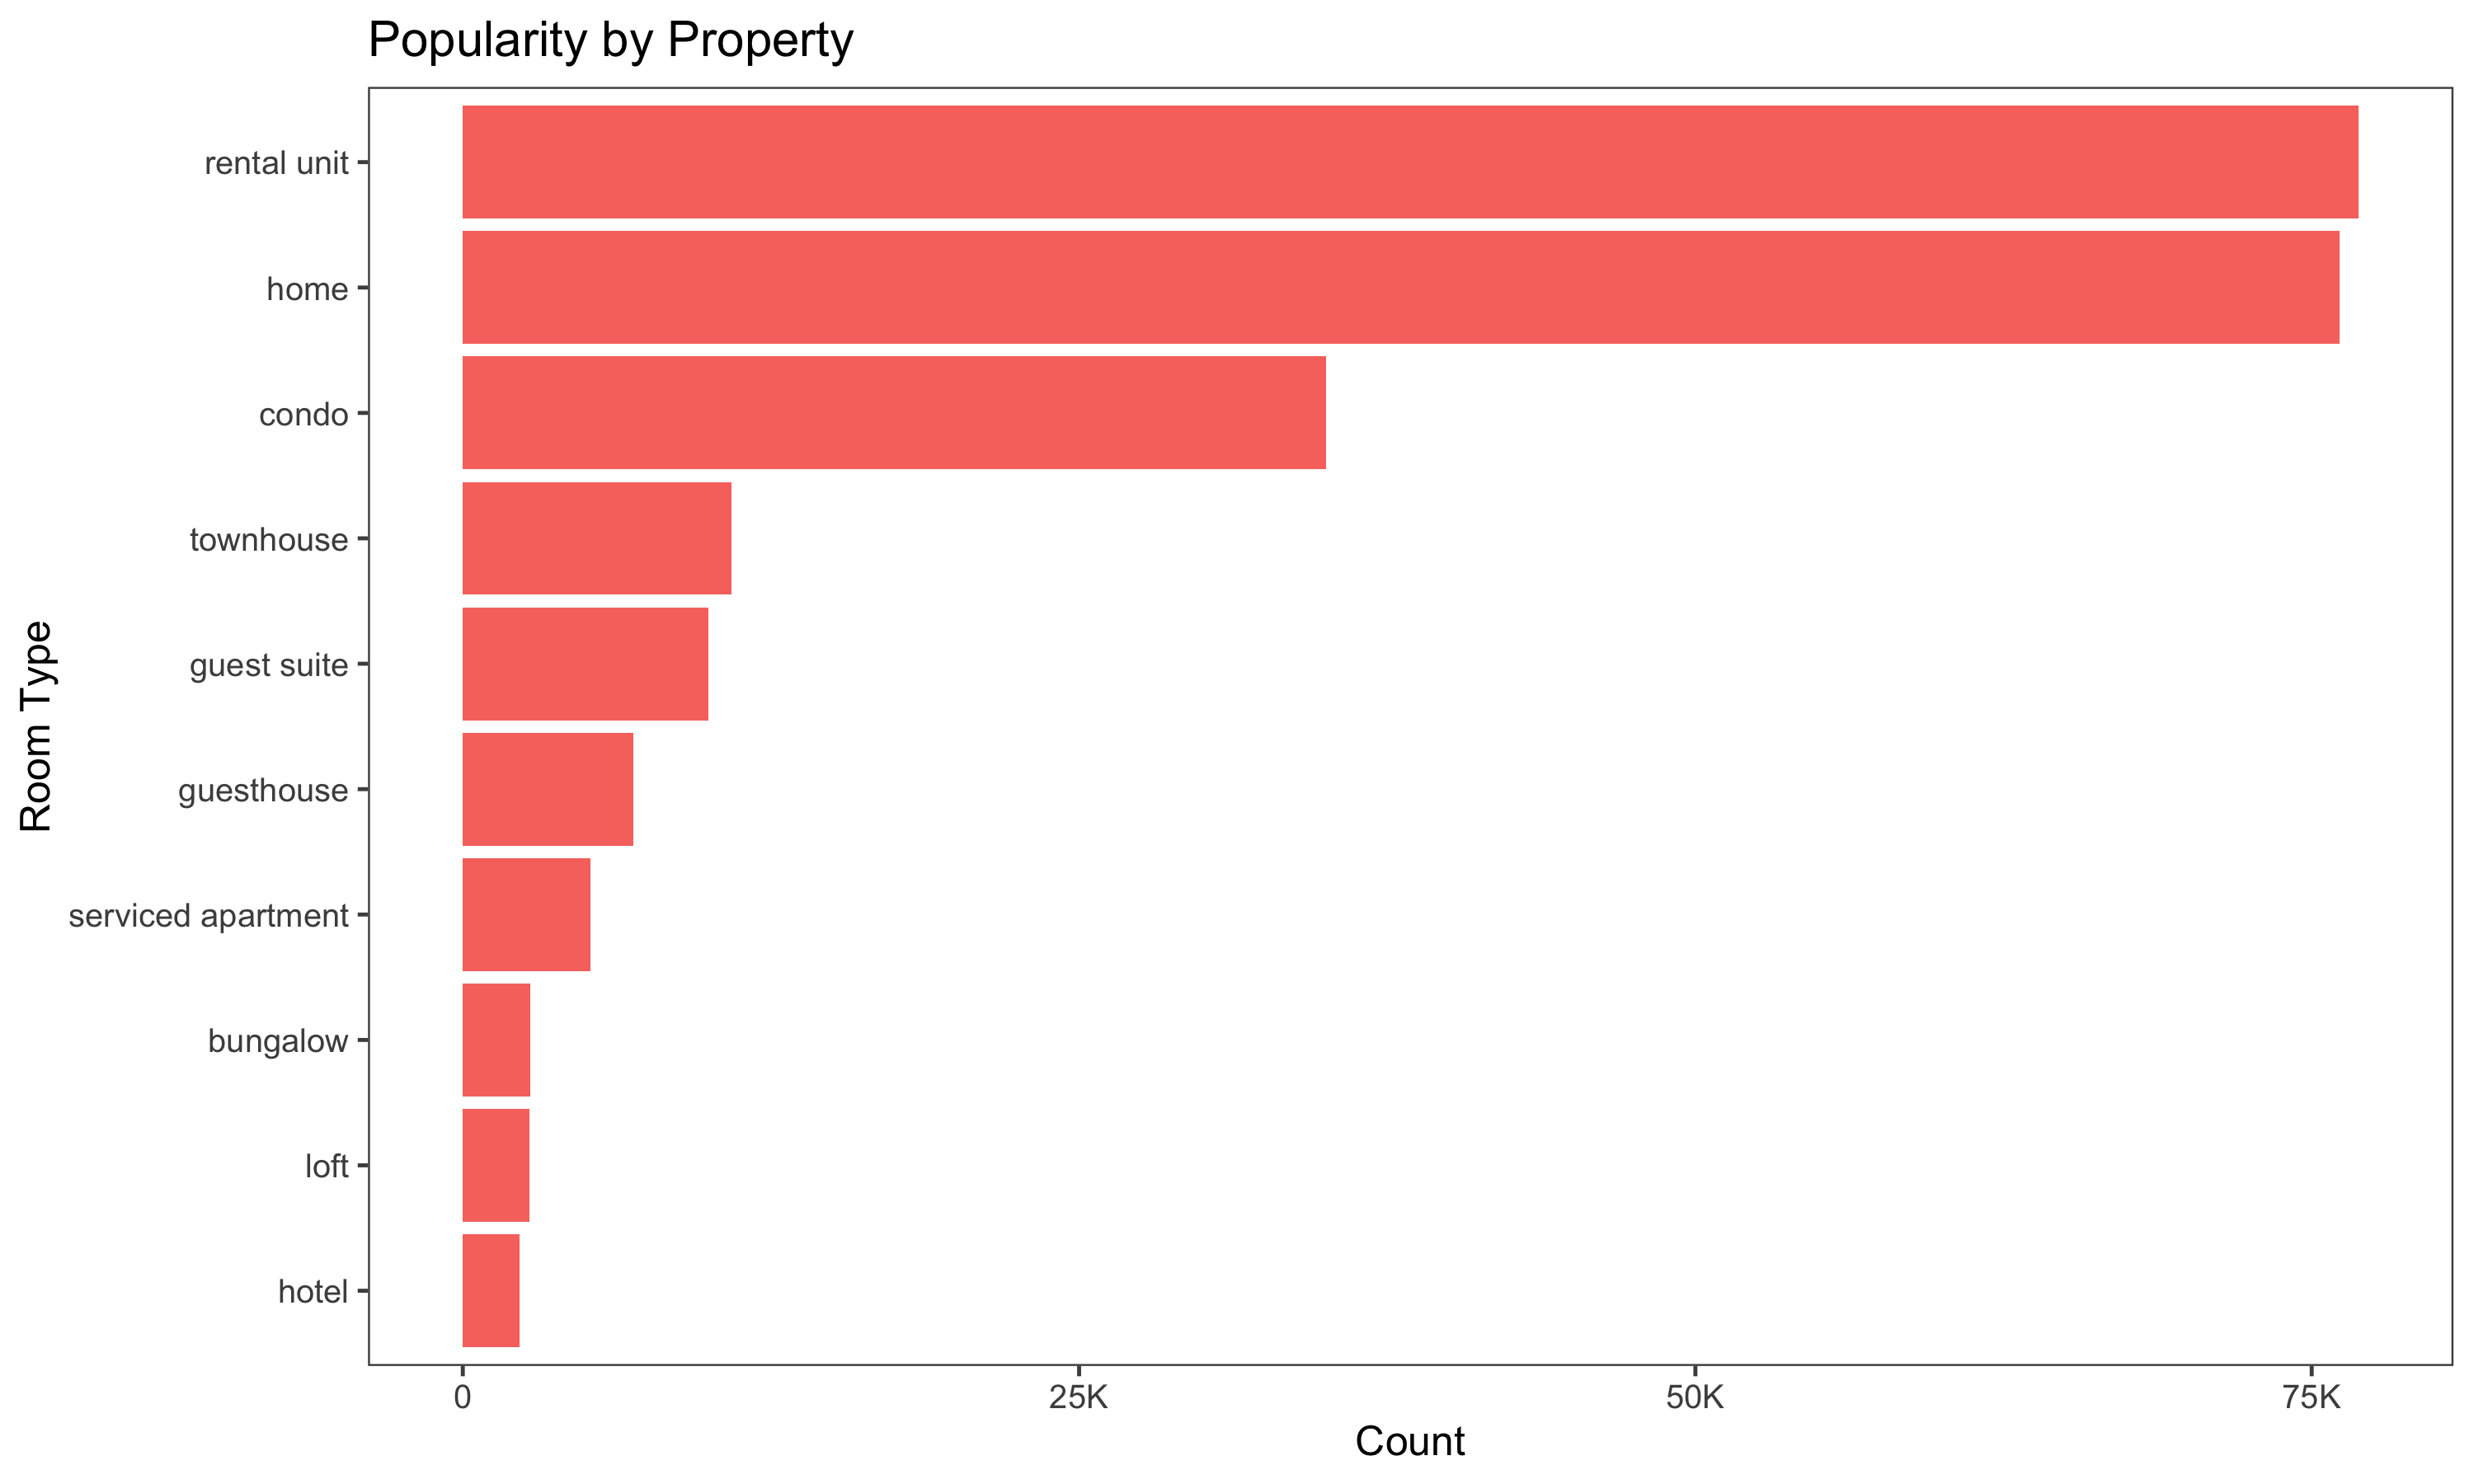 Popularity by Property
Room Type
rental unit
home
condo
townhouse
guest suite
guesthouse
serviced apartment
bungalow
loft
hotel
0
25K
50K
75K
Count